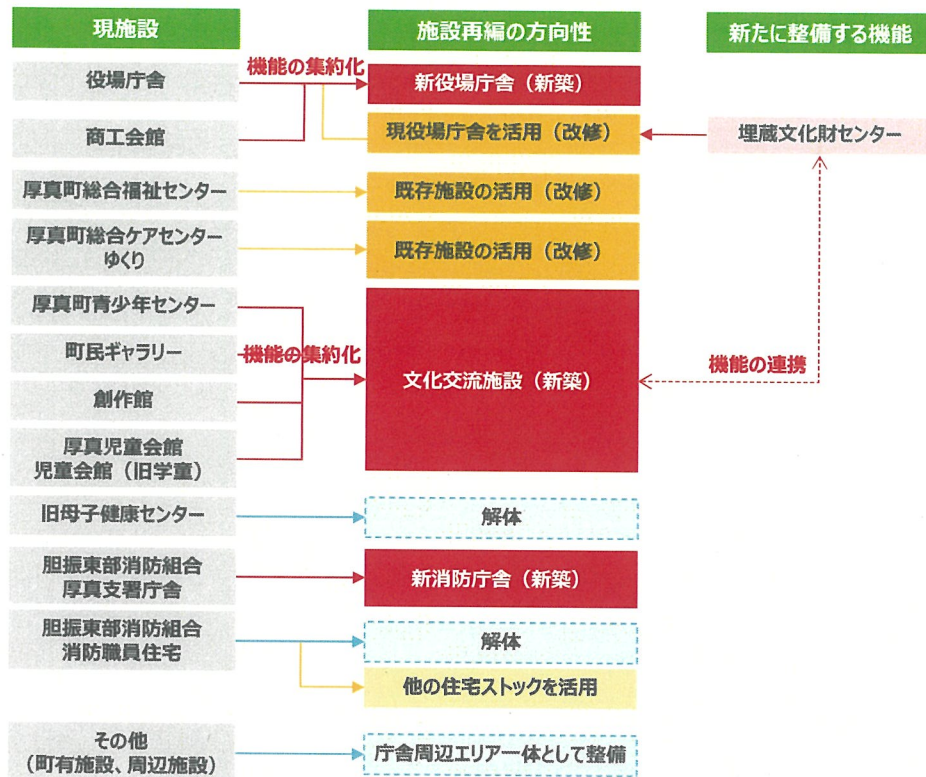 現施設
施設再編の方向性
新たに整備する機能
役場庁舎
機能の集約化
新役場庁舎（新築）
商工会館
現役場庁舎を活用（改修）
埋蔵文化財センター
厚真町総合福祉センター
既存施設の活用（改修）
厚真町総合ケアセンター
ゆくり
既存施設の活用（改修）
厚真町青少年センター
町民ギャラリー
機能の集約化
文化交流施設（新築）
機能の連携
創作館
厚真児童会館
児童会館（旧学童）
旧母子健康センター
解体
胆振東部消防組合
厚真支署庁舎
新消防庁舎（新築）
胆振東部消防組合
消防職員住宅
解体
他の住宅ストックを活用
その他
（町有施設、周辺施設）
庁舎周辺エリア一体として整備